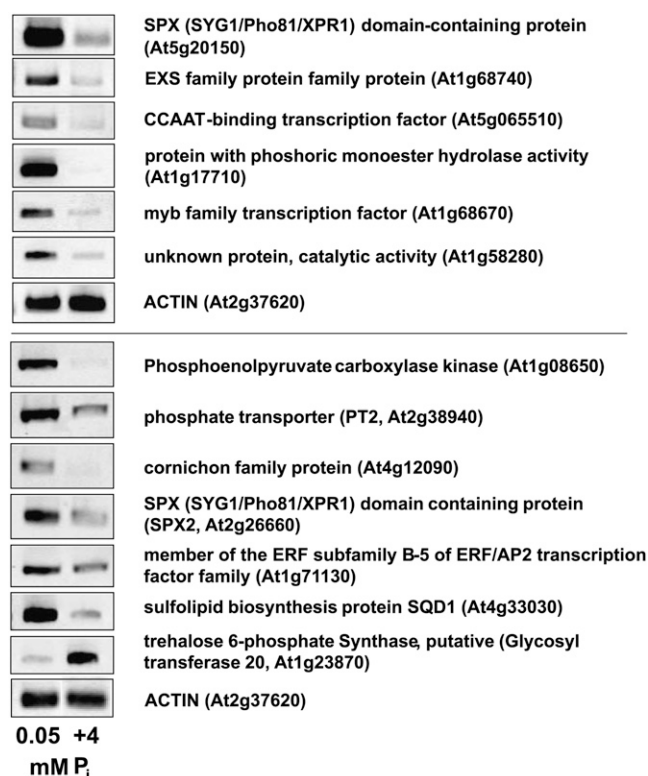 SPX (SYG1/Pho81/XPR1) domain-containing protein
(At5g20150)
EXS family protein family protein (At1g68740)
CCAAT-binding transcription factor (At5g065510)
protein with phoshoric monoester hydrolase activity
(At1g17710)
myb family transcription factor (At1g68670)
unknown protein, catalytic activity (At1g58280)
ACTIN (At2g37620)
Phosphoenolpyruvate carboxylase kinase (At1g08650)
phosphate transporter (PT2, At2g38940)
cornichon family protein (At4g12090)
SPX (SYG1/Pho81/XPR1) domain containing protein
(SPX2, At2g26660)
member of the ERF subfamily B-5 of ERF/AP2 transcription
factor family (At1g71130)
sulfolipid biosynthesis protein SQD1 (At4g33030)
trehalose 6-phosphate Synthase, putative (Glycosyl
transferase 20, At1g23870)
ACTIN (At2g37620)
0.05 +4
mM Pi